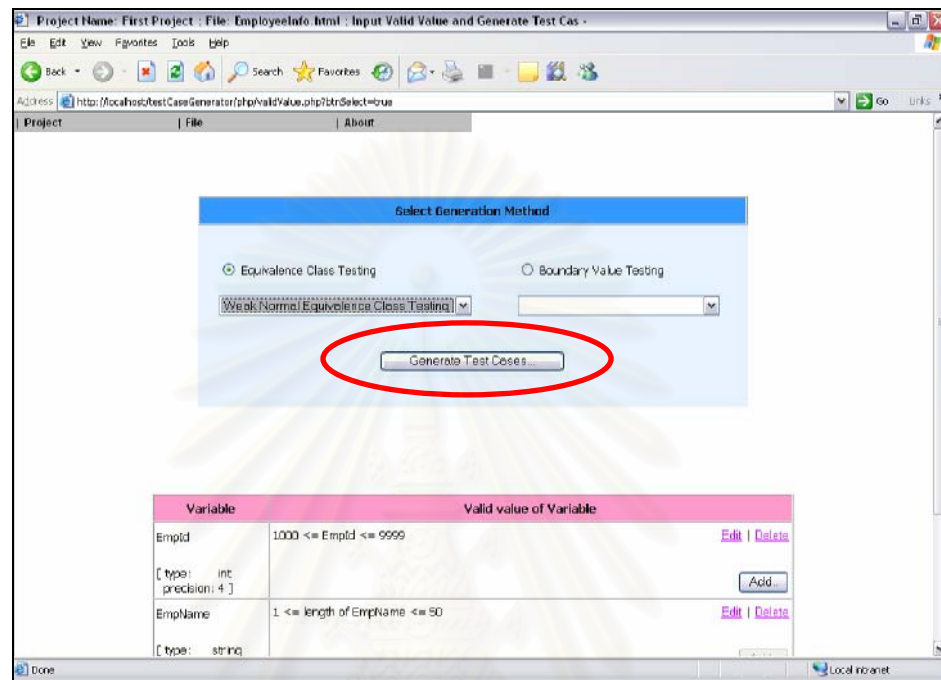 Project Name: First Project ; File: EmployeeInfo.html ; Input Valid Value and Generate Test Cas -
File Edit View Favorites Tools Help
Back Search Favorites
Address http://localhost/testCaseGenerator/php/validValue.php?btnSelect=true Go Links
| Project | File | About
Select Generation Method
Equivalence Class Testing Boundary Value Testing
Weak Normal Equivalence Class Testing
Generate Test Cases...
Variable Valid value of Variable
EmpId 1000 <= EmpId <= 9999 Edit | Delete
[ type: int
precision: 4 ] Add..
EmpName 1 <= length of EmpName <= 50 Edit | Delete
[ type: string
Done Local intranet